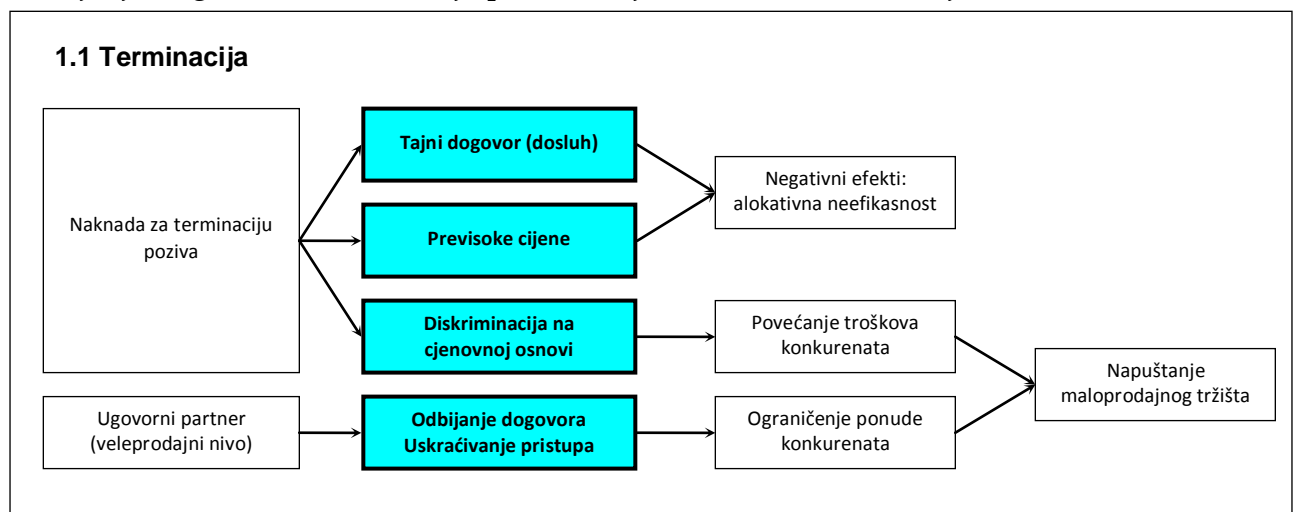 1.1 Terminacija
Naknada za terminaciju
poziva
Tajni dogovor (dosluh)
Previsoke cijene
Negativni efekti:
alokativna neefikasnost
Diskriminacija na
cjenovnoj osnovi
Povećanje troškova
konkurenata
Napuštanje
maloprodajnog tržišta
Ugovorni partner
(veleprodajni nivo)
Odbijanje dogovora
Uskraćivanje pristupa
Ograničenje ponude
konkurenata